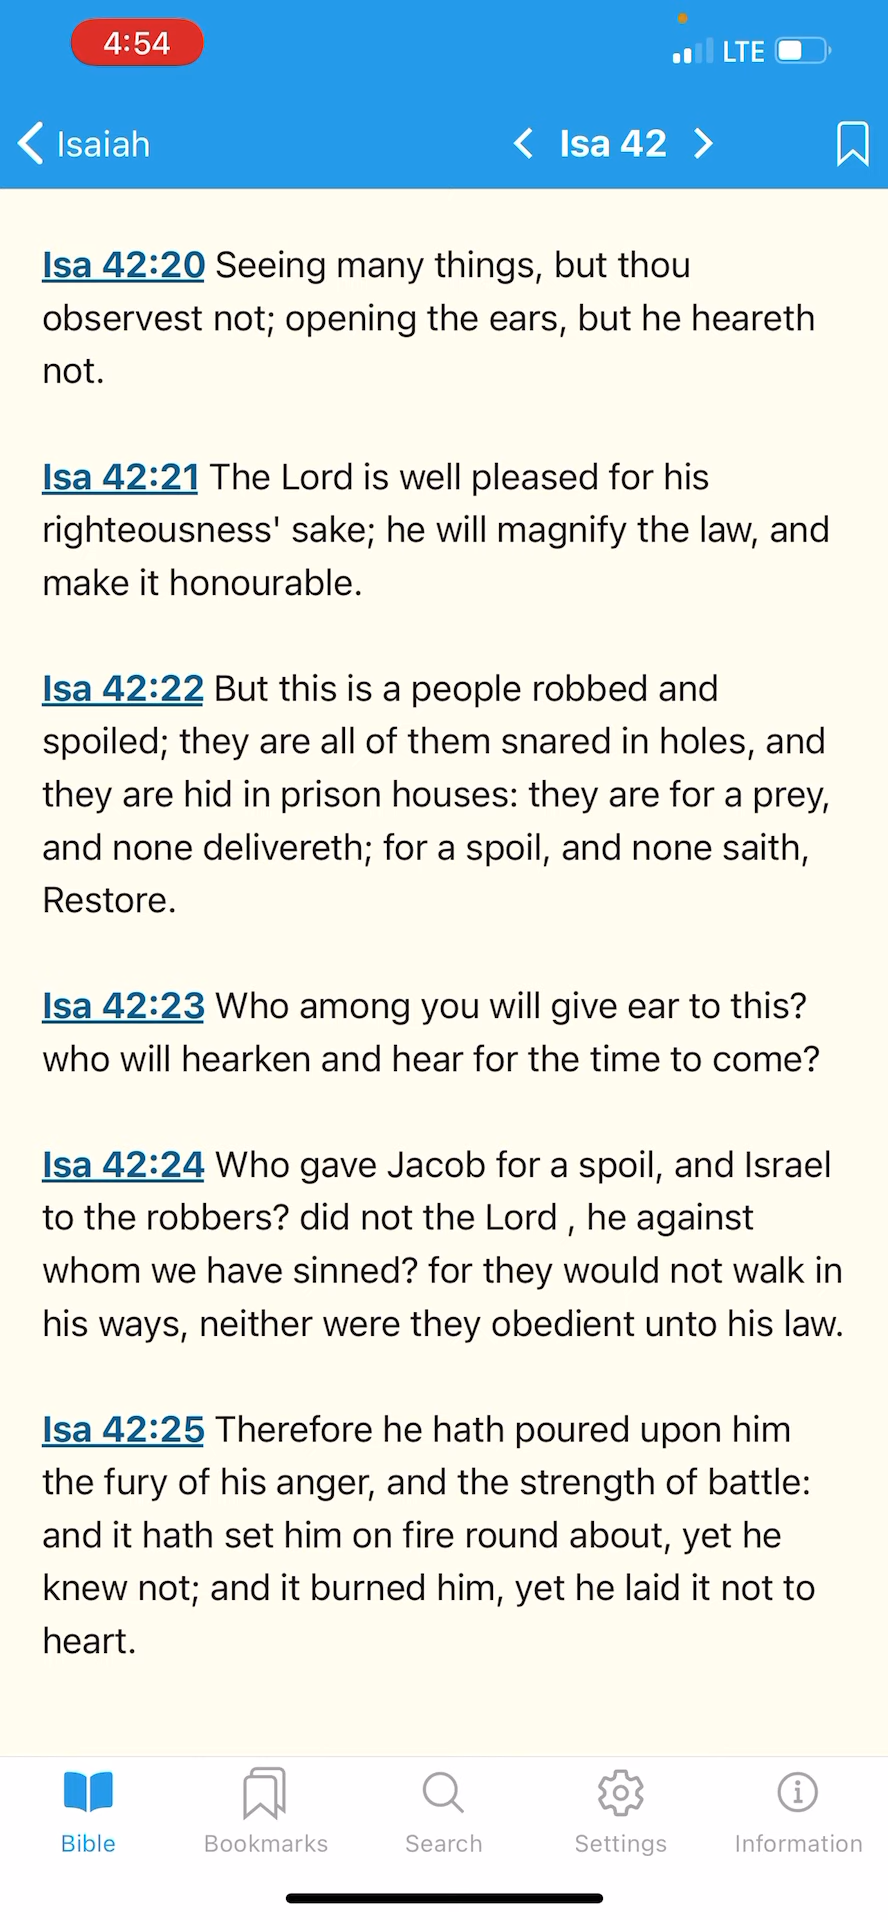 4:54
LTE
Isaiah
Isa 42
Isa 42:20 Seeing many things, but thou
observest not; opening the ears, but he heareth
not.
Isa 42:21 The Lord is well pleased for his
righteousness' sake; he will magnify the law, and
make it honourable.
Isa 42:22 But this is a people robbed and
spoiled; they are all of them snared in holes, and
they are hid in prison houses: they are for a prey,
and none delivereth; for a spoil, and none saith,
Restore.
Isa 42:23 Who among you will give ear to this?
who will hearken and hear for the time to come?
Isa 42:24 Who gave Jacob for a spoil, and Israel
to the robbers? did not the Lord , he against
whom we have sinned? for they would not walk in
his ways, neither were they obedient unto his law.
Isa 42:25 Therefore he hath poured upon him
the fury of his anger, and the strength of battle:
and it hath set him on fire round about, yet he
knew not; and it burned him, yet he laid it not to
heart.
Bible
Bookmarks
Search
Settings
Information